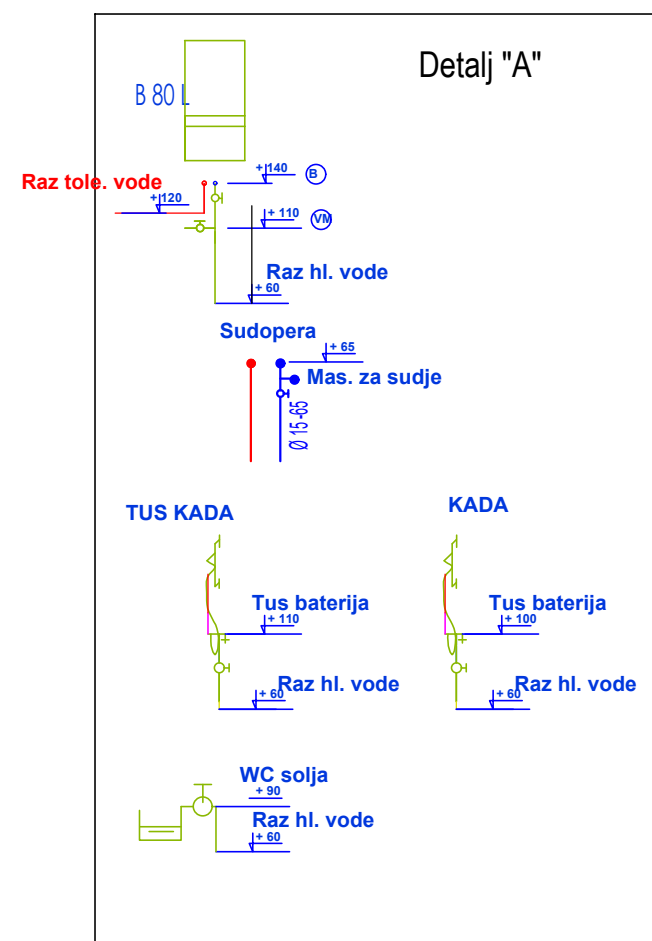 Detalj "A"
B 80 L
+140
B
Raz tole. vode
+120
+ 110
VM
Raz hl. vode
+ 60
Sudopera
+ 65
Mas. za sudje
Ø 15-65
TUS KADA
KADA
Tus baterija
+ 110
Tus baterija
+ 100
Raz hl. vode
+ 60
Raz hl. vode
+ 60
WC solja
+ 90
Raz hl. vode
+ 60